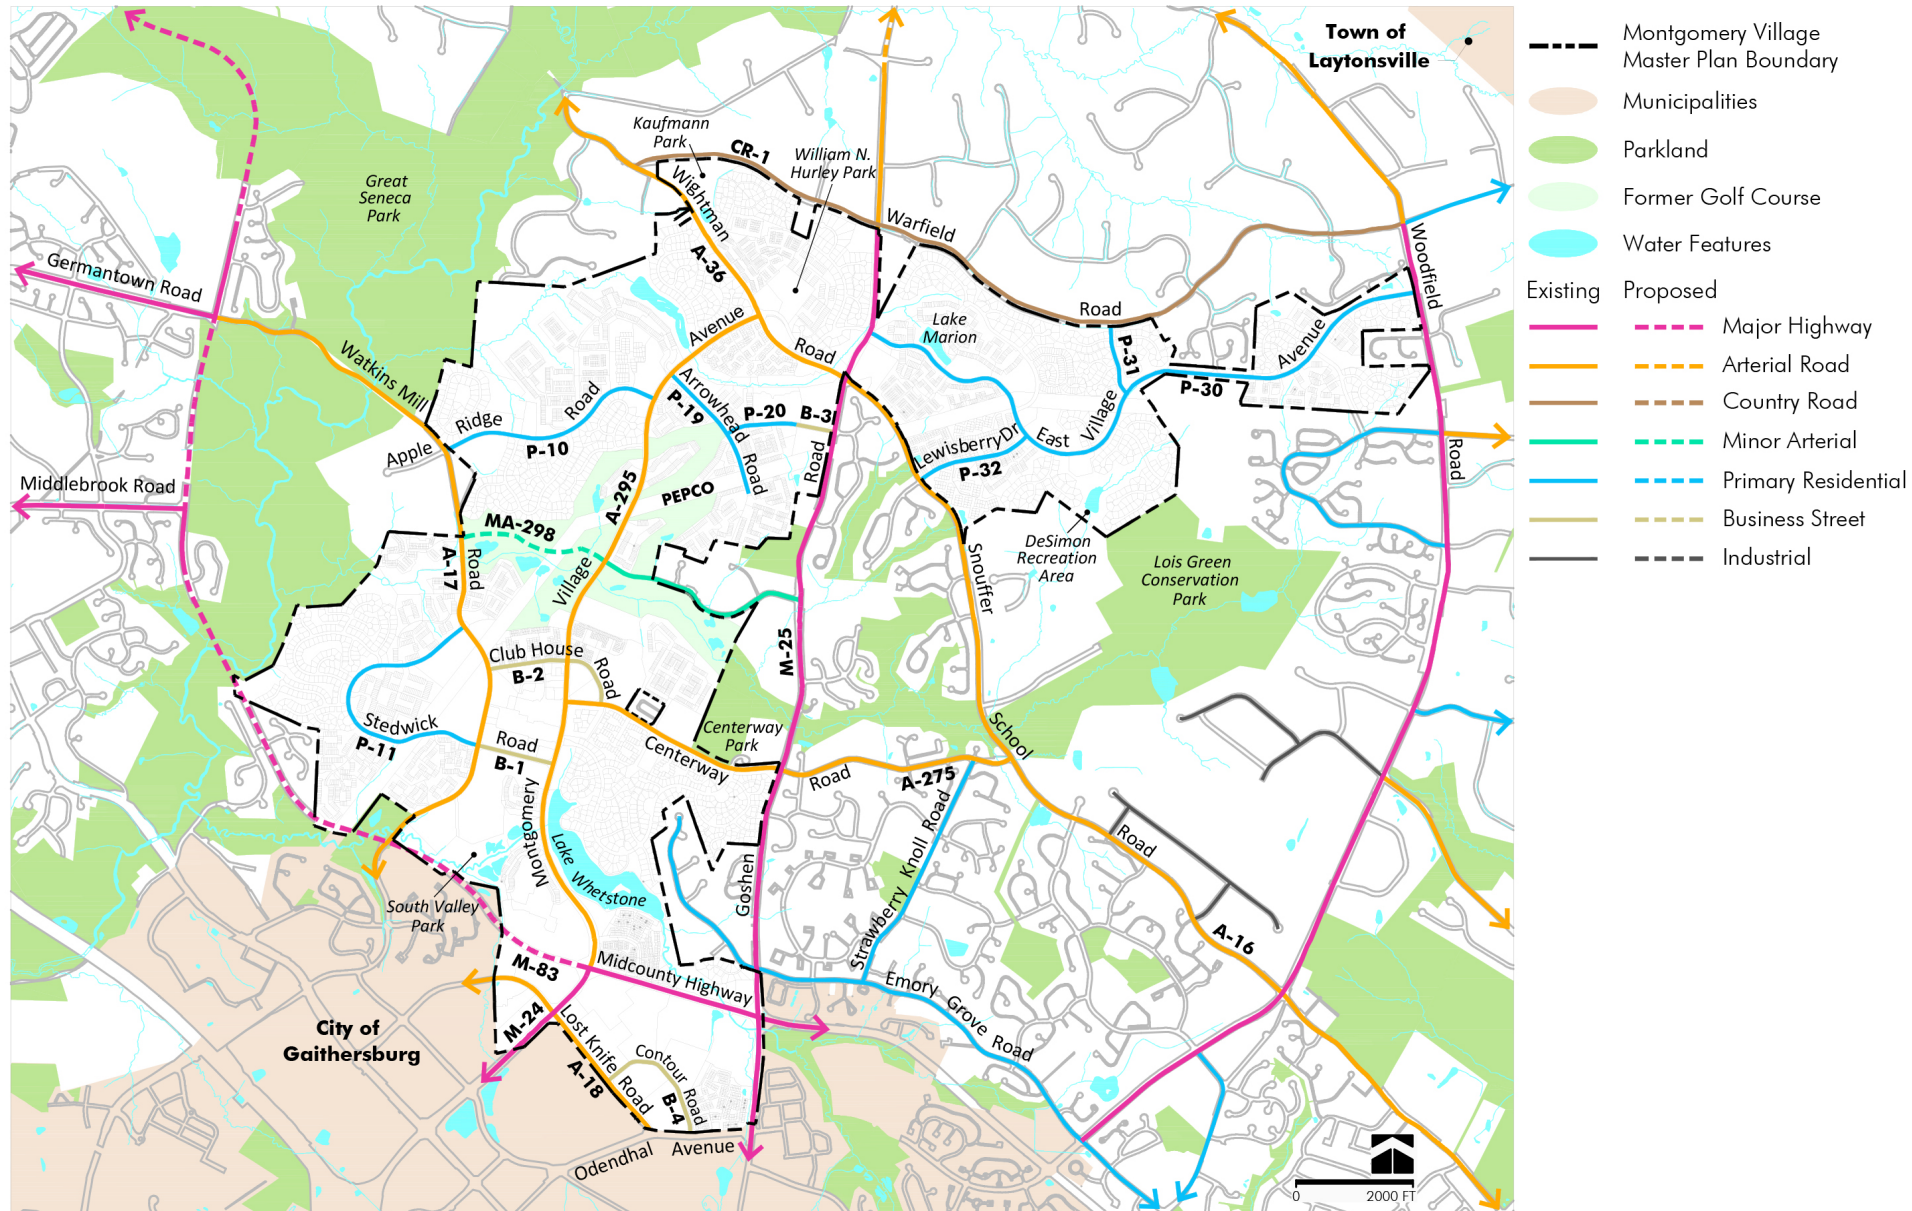 Town of
Laytonsville
Kaufmann
Park
CR-1
William N.
Hurley Park
Great
Seneca
Park
Wightman
A-36
Warfield
Woodfield
Germantown Road
Lake
Marion
Road
P-31
Avenue
P-30
Avenue
Road
Watkins Mill
Arrowhead
Road
P-19
P-20
B-3
Village
Ridge
Road
Apple
P-10
Road
East
Lewisberry Dr
P-32
Road
Middlebrook Road
A-295
PEPCO
MA-298
A-17
Road
Village
DeSimon
Recreation
Area
Snouffer
Lois Green
Conservation
Park
M-25
Club House
B-2
Road
Stedwick
P-11
Road
B-1
Centerway
Park
Centerway
Road
A-275
School
Montgomery
Lake
Whetstone
Goshen
Strawberry Knoll Road
Road
South Valley
Park
A-16
M-83
Midcounty Highway
Emory Grove Road
City of
Gaithersburg
M-24
Lost Knife Road
A-18
Contour
Road
B-4
Odendhal Avenue
0 2000 FT
Montgomery Village
Master Plan Boundary
Municipalities
Parkland
Former Golf Course
Water Features
Existing Proposed
Major Highway
Arterial Road
Country Road
Minor Arterial
Primary Residential
Business Street
Industrial